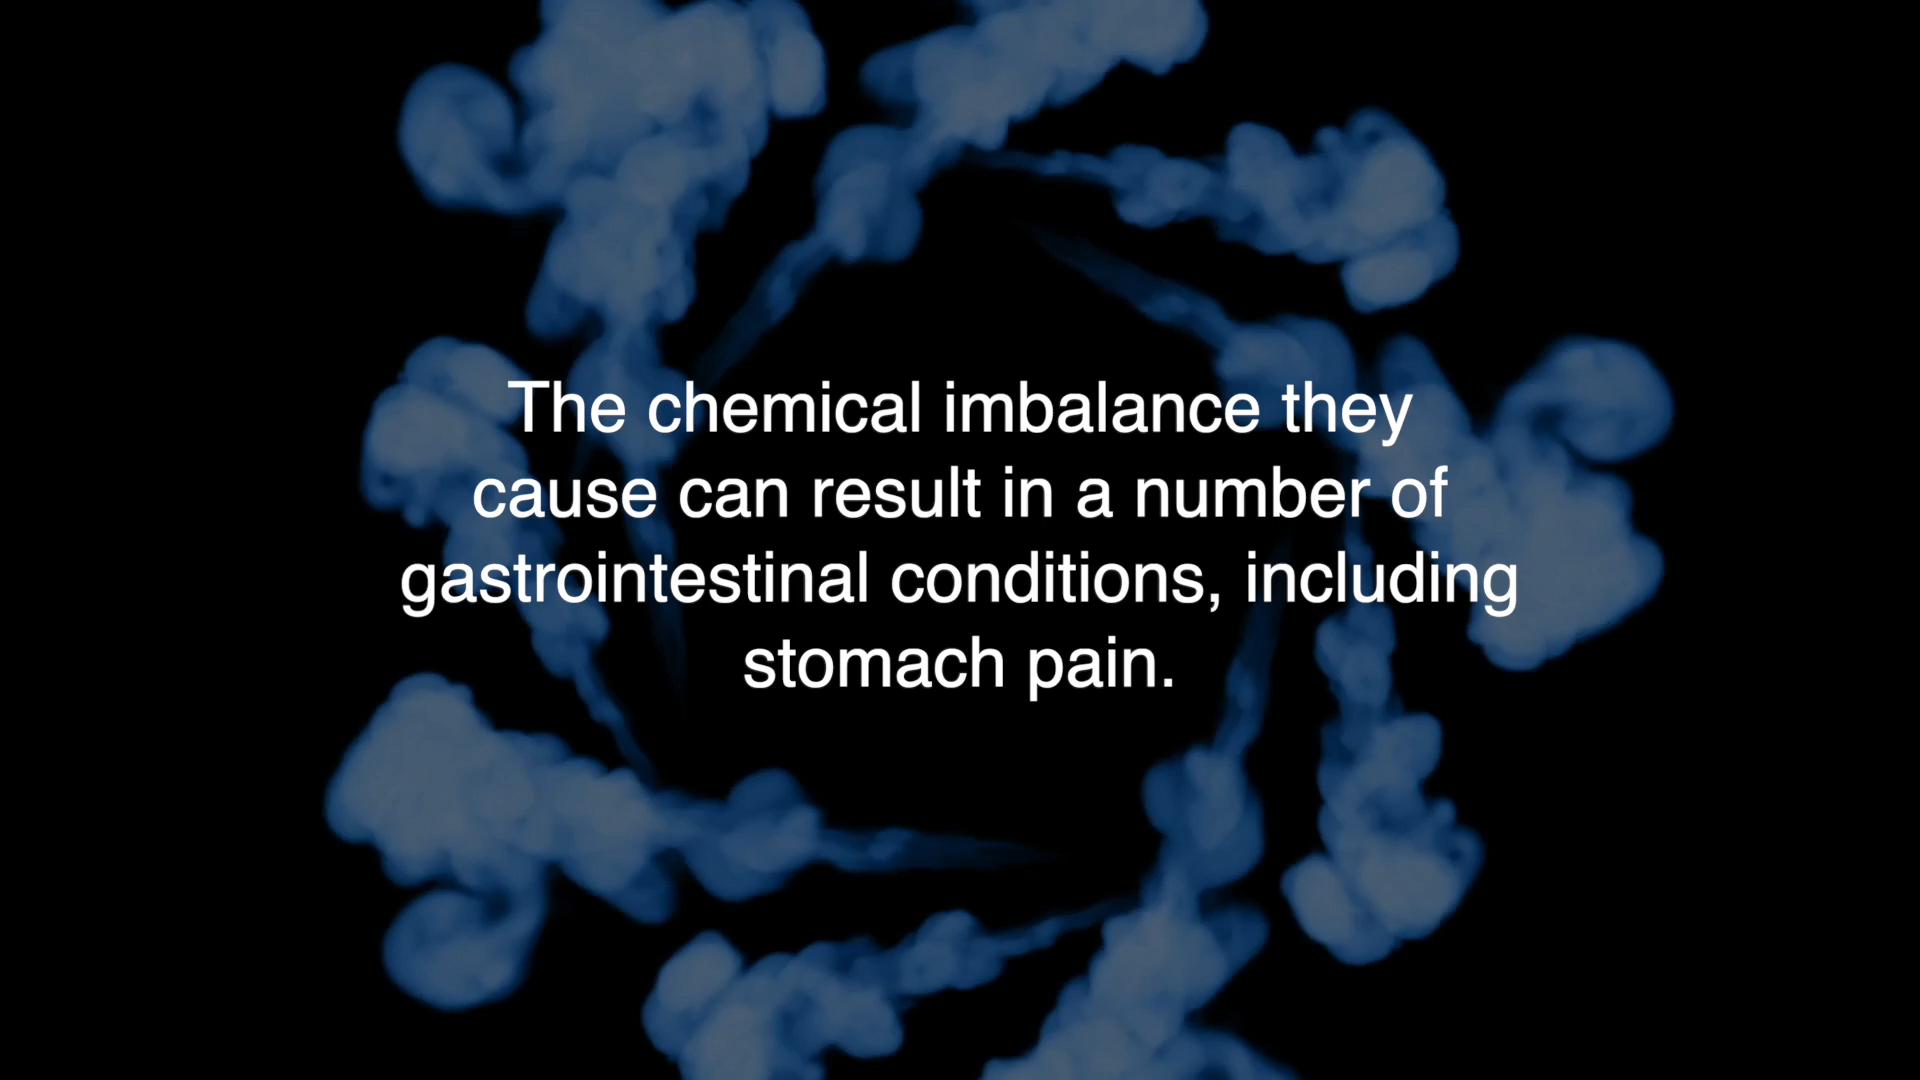 The chemical imbalance they
cause can result in a number of
gastrointestinal conditions, including
stomach pain.